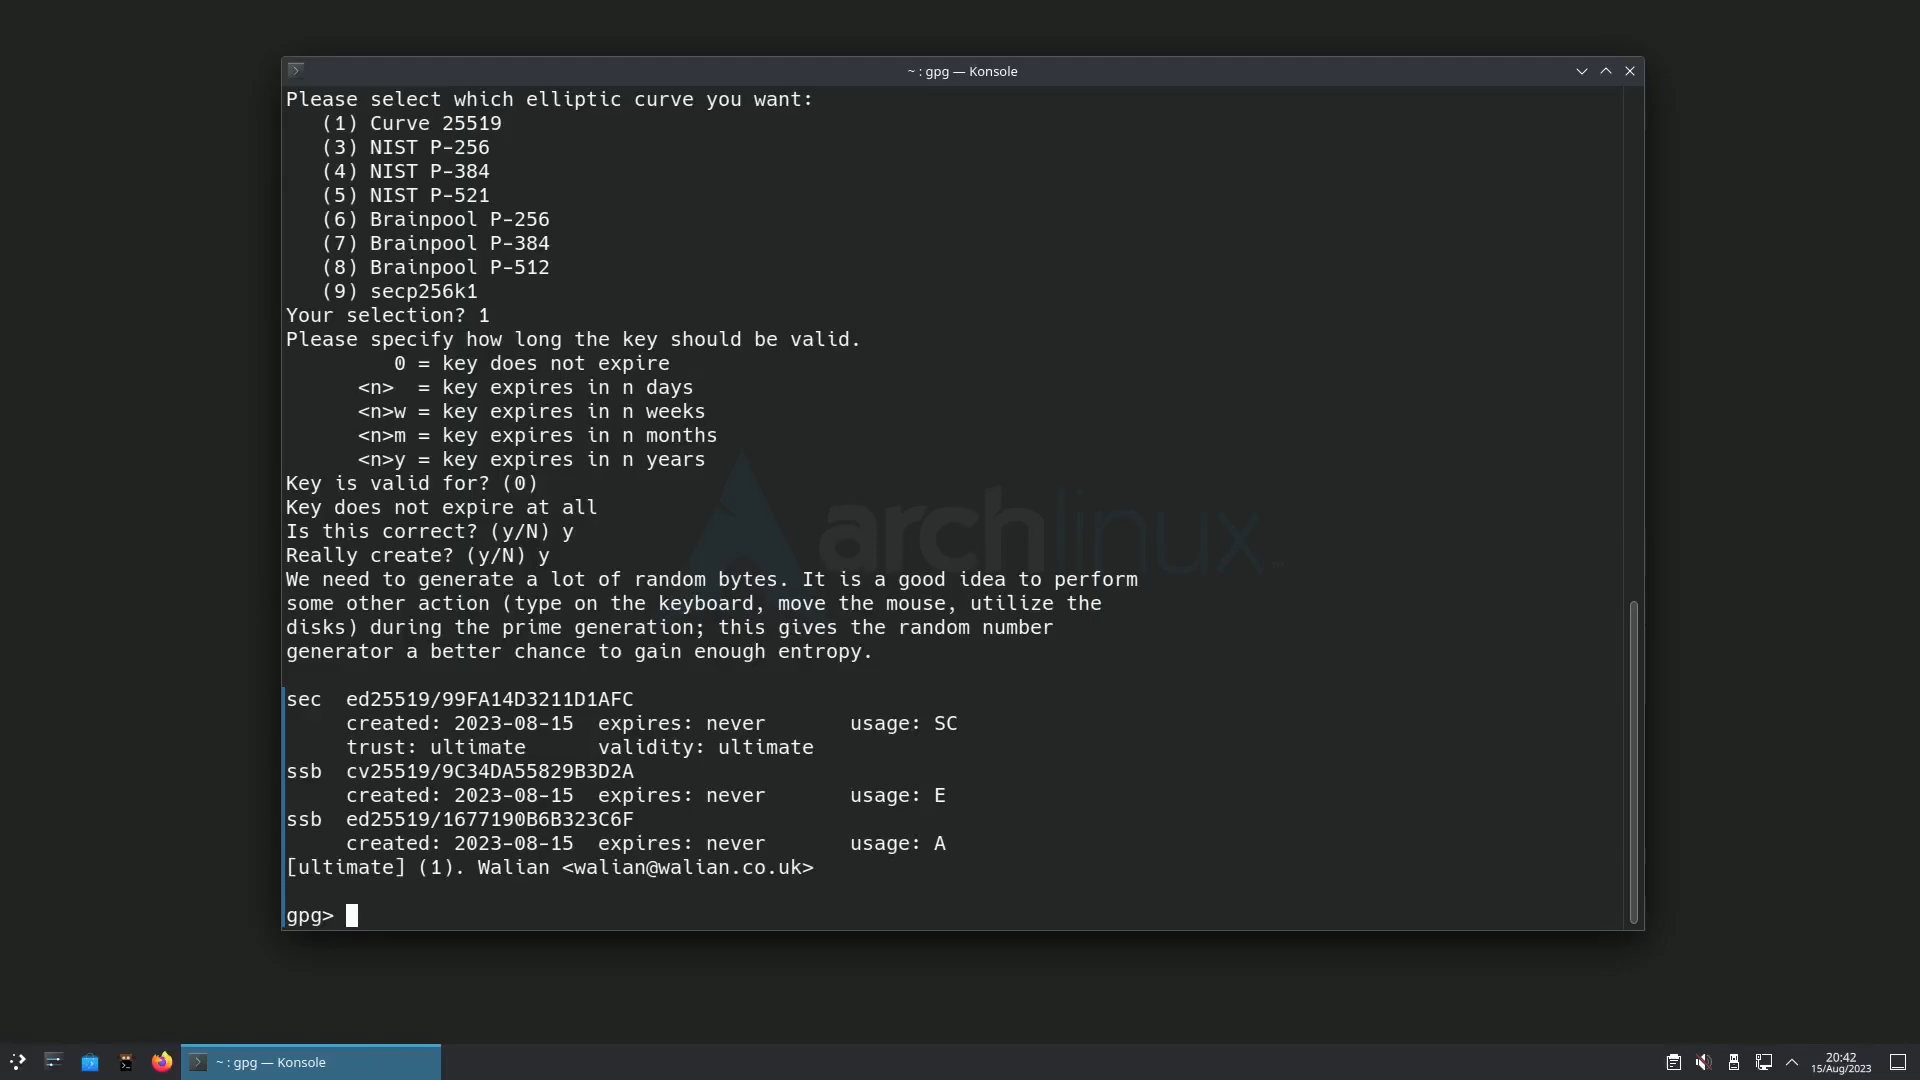 ~ : gpg — Konsole
Please select which elliptic curve you want:
   (1) Curve 25519
   (3) NIST P-256
   (4) NIST P-384
   (5) NIST P-521
   (6) Brainpool P-256
   (7) Brainpool P-384
   (8) Brainpool P-512
   (9) secp256k1
Your selection? 1
Please specify how long the key should be valid.
         0 = key does not expire
      <n>  = key expires in n days
      <n>w = key expires in n weeks
      <n>m = key expires in n months
      <n>y = key expires in n years
Key is valid for? (0)
Key does not expire at all
Is this correct? (y/N) y
Really create? (y/N) y
We need to generate a lot of random bytes. It is a good idea to perform
some other action (type on the keyboard, move the mouse, utilize the
disks) during the prime generation; this gives the random number
generator a better chance to gain enough entropy.
sec  ed25519/99FA14D3211D1AFC
     created: 2023-08-15  expires: never       usage: SC
     trust: ultimate      validity: ultimate
ssb  cv25519/9C34DA55829B3D2A
     created: 2023-08-15  expires: never       usage: E
ssb  ed25519/1677190B6B323C6F
     created: 2023-08-15  expires: never       usage: A
[ultimate] (1). Walian <walian@walian.co.uk>
gpg>
archlinux™
~ : gpg — Konsole
20:42
15/Aug/2023